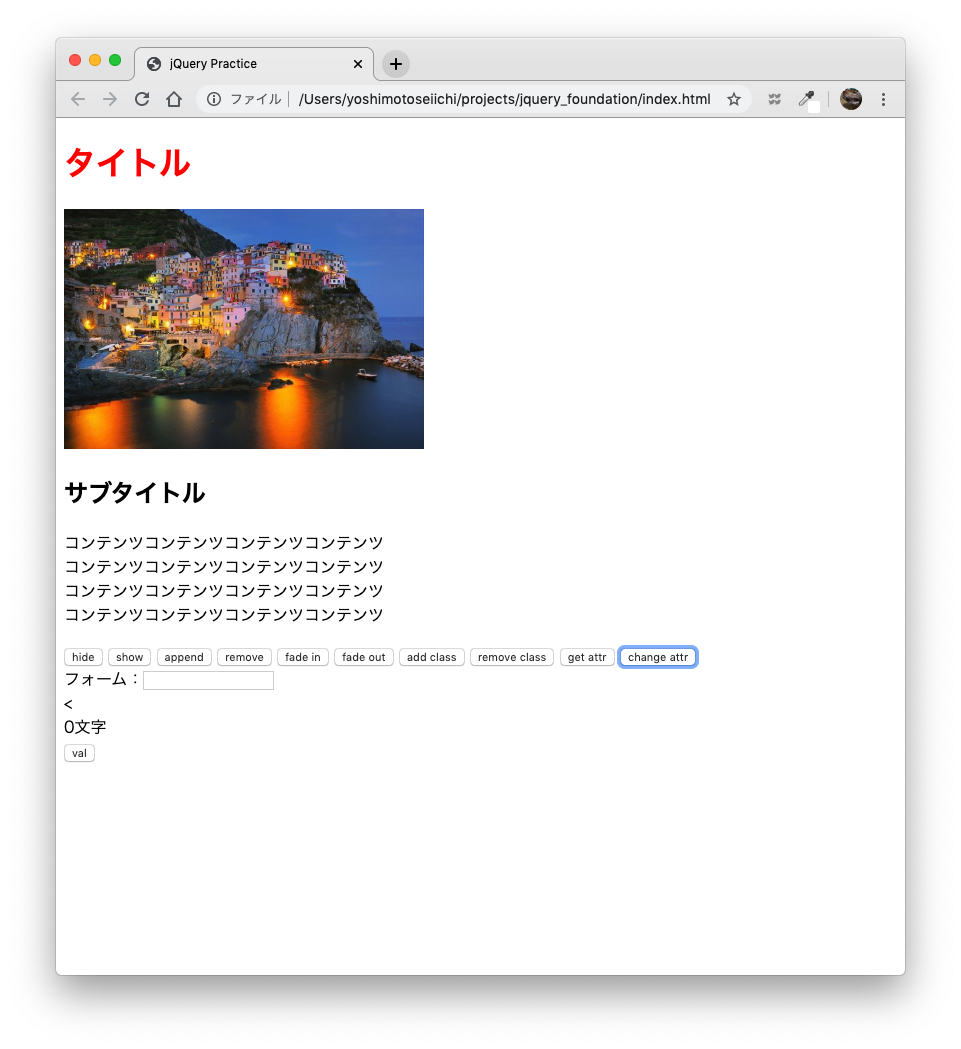 jQuery Practice
ファイル /Users/yoshimotoseiichi/projects/jquery_foundation/index.html
タイトル
サブタイトル
コンテンツコンテンツコンテンツコンテンツ
コンテンツコンテンツコンテンツコンテンツ
コンテンツコンテンツコンテンツコンテンツ
コンテンツコンテンツコンテンツコンテンツ
hide show append remove fade in fade out add class remove class get attr change attr
フォーム：
<
0文字
val